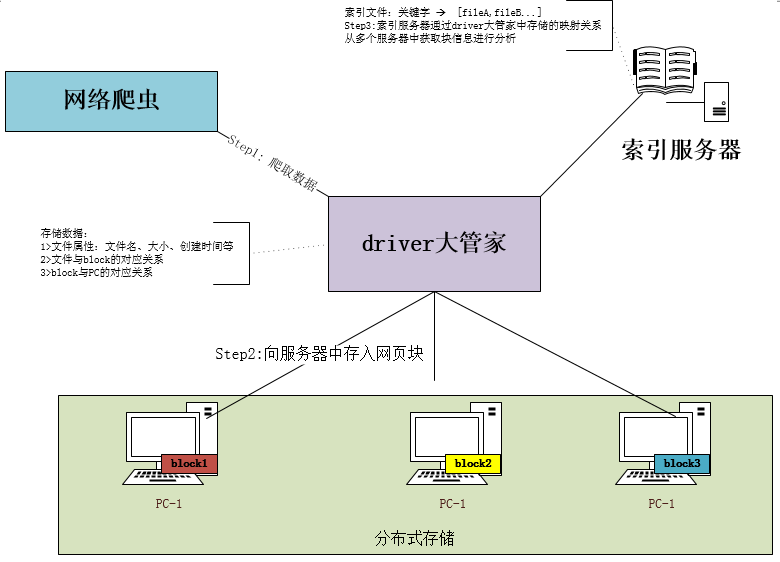 索引文件: 关键字 → [fileA,fileB...]
Step3:索引服务器通过driver大管家中存储的映射关系
从多个服务器中获取块信息进行分析
网络爬虫
Step1: 爬取数据
索引服务器
driver大管家
存储数据:
1>文件属性: 文件名、大小、创建时间等
2>文件与block的对应关系
3>block与PC的对应关系
Step2:向服务器中存入网页块
block1
block2
block3
PC-1
PC-1
PC-1
分布式存储